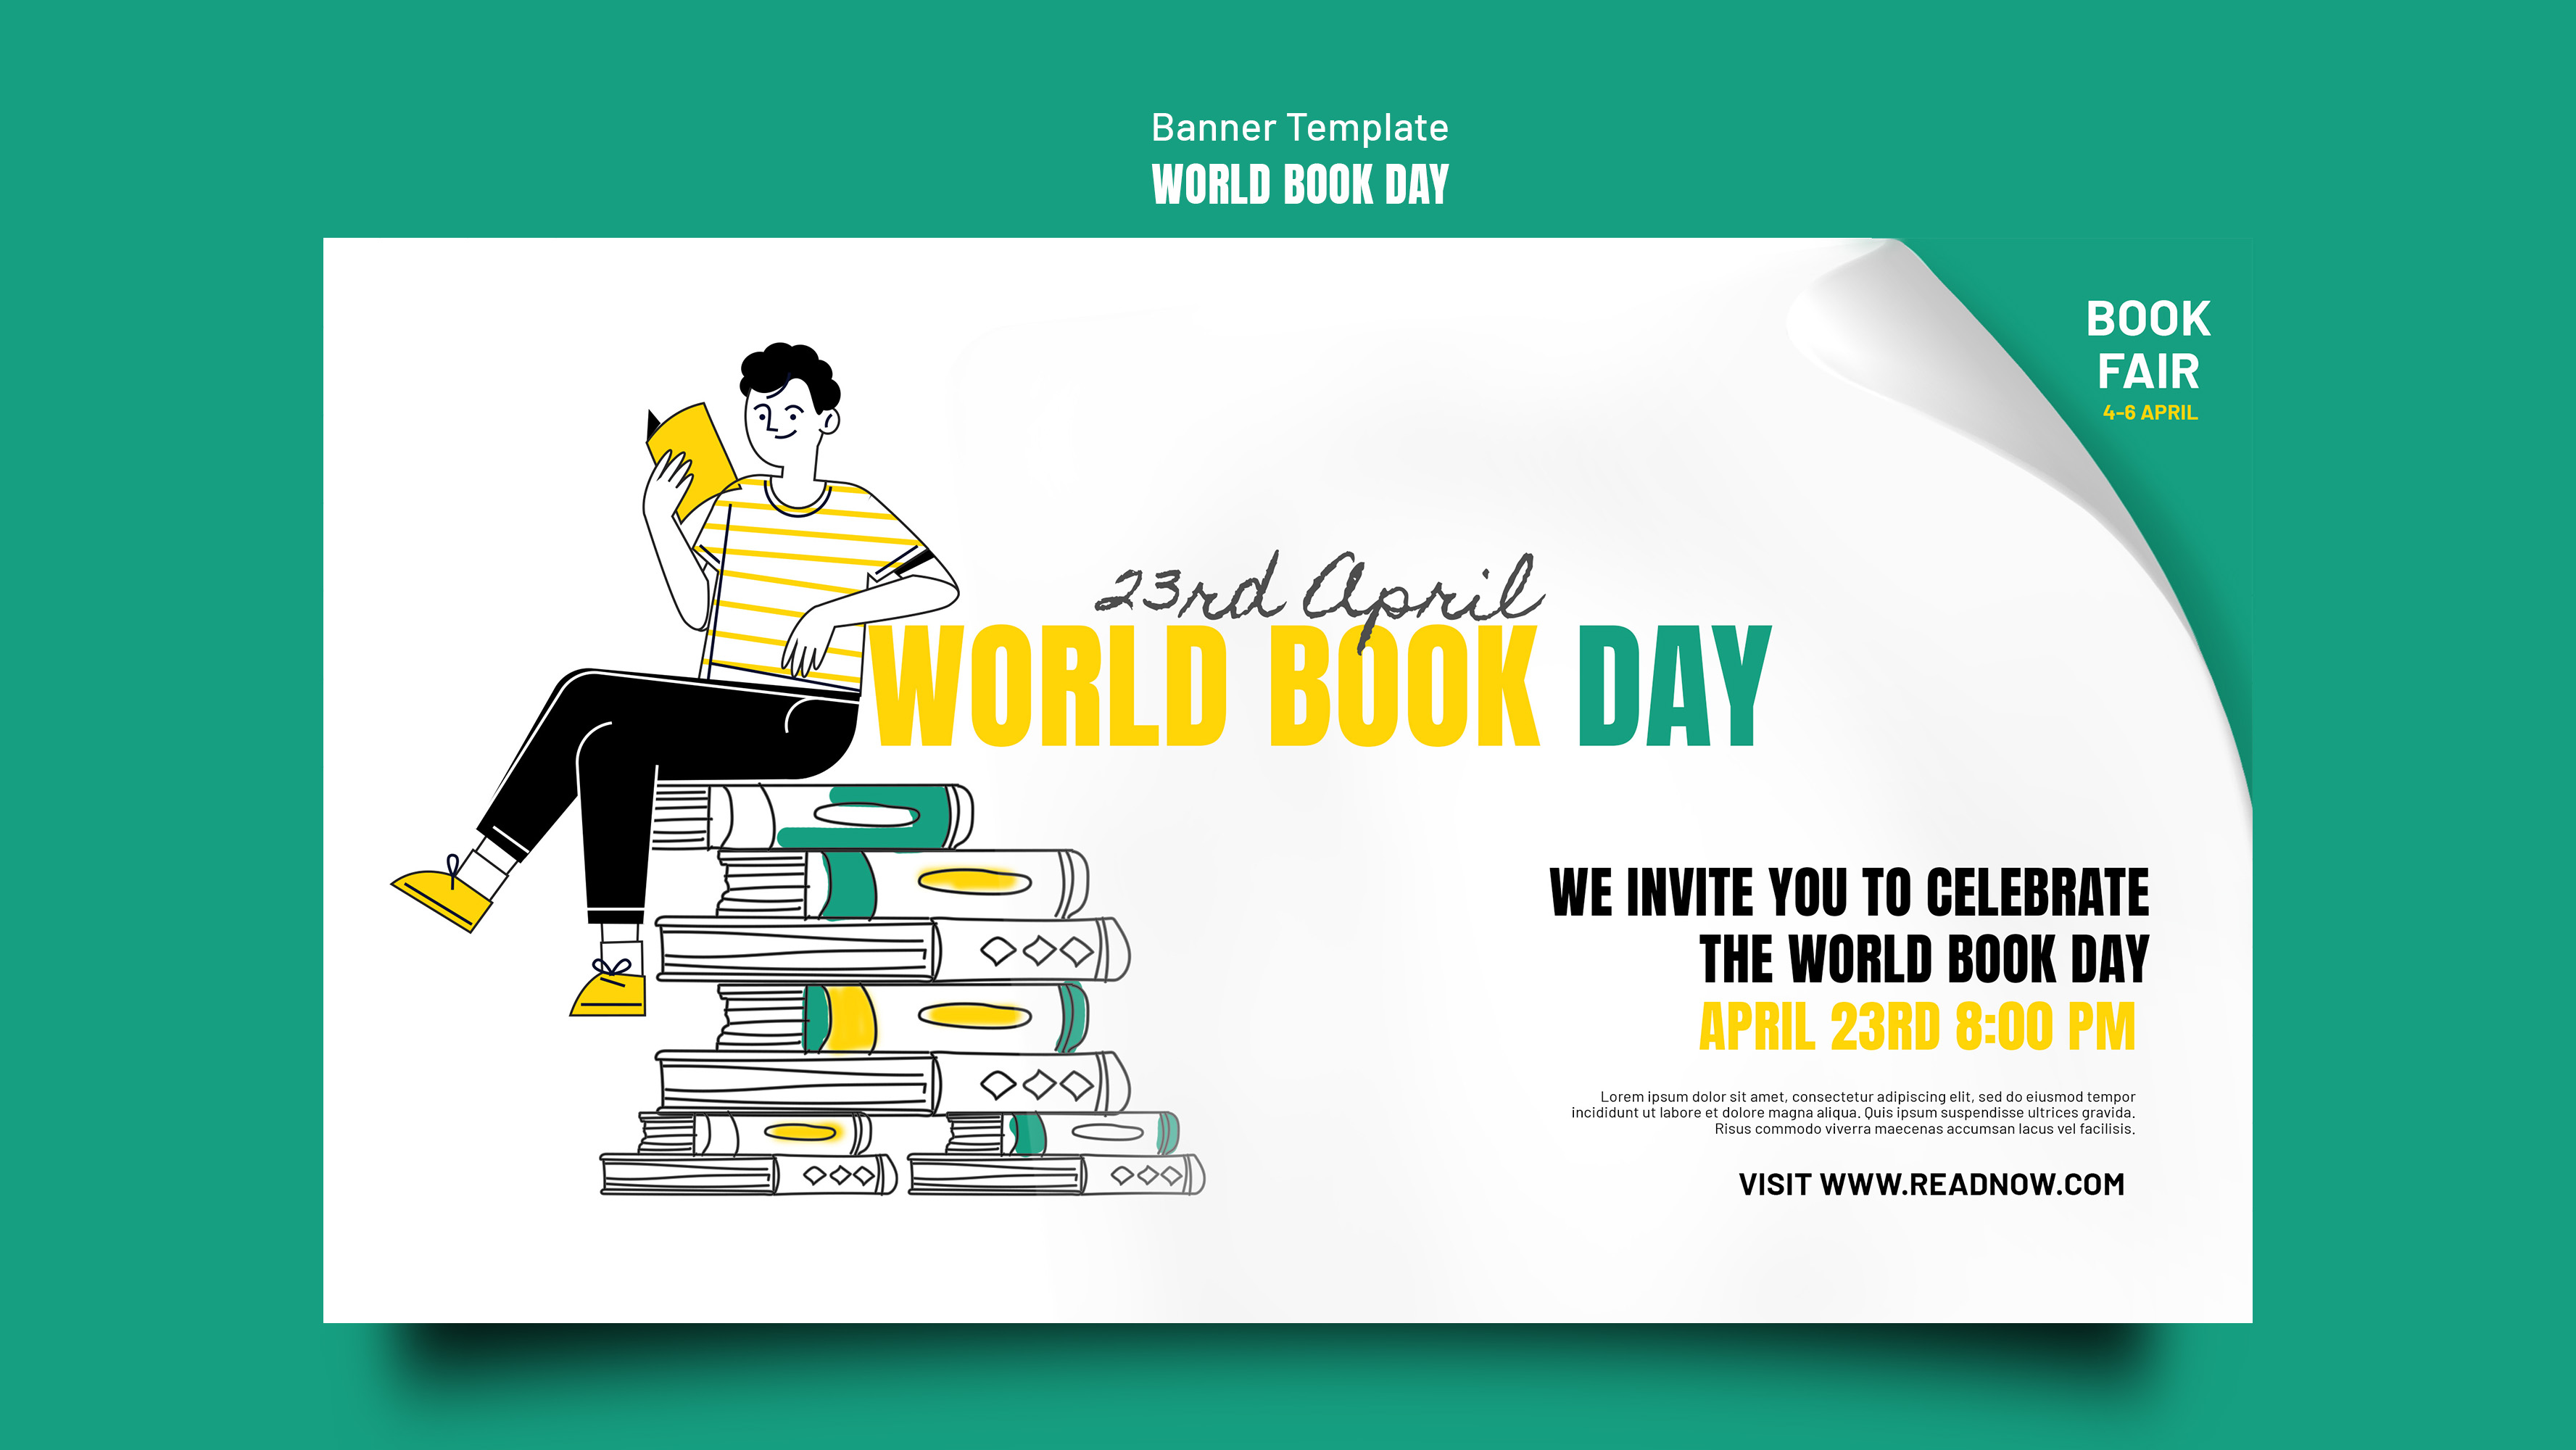 Banner Template
WORLD BOOK DAY
BOOK
FAIR
4-6 APRIL
23rd April
WORLD BOOK DAY
WE INVITE YOU TO CELEBRATE
THE WORLD BOOK DAY
APRIL 23RD 8:00 PM
Lorem ipsum dolor sit amet, consectetur adipiscing elit, sed do eiusmod tempor
incididunt ut labore et dolore magna aliqua. Quis ipsum suspendisse ultrices gravida.
Risus commodo viverra maecenas accumsan lacus vel facilisis.
VISIT WWW.READNOW.COM